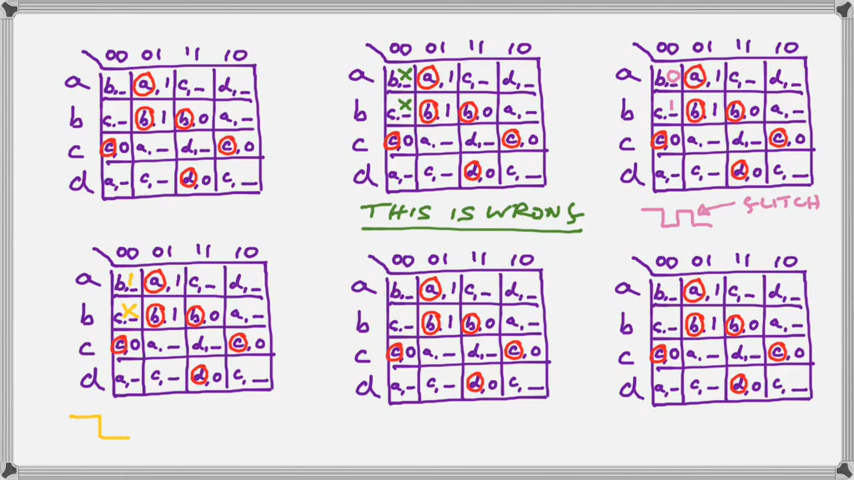 00 01 11 10
a b,- a,1 c,- d,-
b c,- b,1 b,0 a,-
c c,0 a,- d,- c,0
d a,- c,- d,0 c,-
00 01 11 10
a b,x a,1 c,- d,-
b c,x b,1 b,0 a,-
c c,0 a,- d,- c,0
d a,- c,- d,0 c,-
THIS IS WRONG
00 01 11 10
a b,0 a,1 c,- d,-
b c,1 b,1 b,0 a,-
c c,0 a,- d,- c,0
d a,- c,- d,0 c,-
GLITCH
00 01 11 10
a b,1 a,1 c,- d,-
b c,x b,1 b,0 a,-
c c,0 a,- d,- c,0
d a,- c,- d,0 c,-
00 01 11 10
a b,- a,1 c,- d,-
b c,- b,1 b,0 a,-
c c,0 a,- d,- c,0
d a,- c,- d,0 c,-
00 01 11 10
a b,- a,1 c,- d,-
b c,- b,1 b,0 a,-
c c,0 a,- d,- c,0
d a,- c,- d,0 c,-